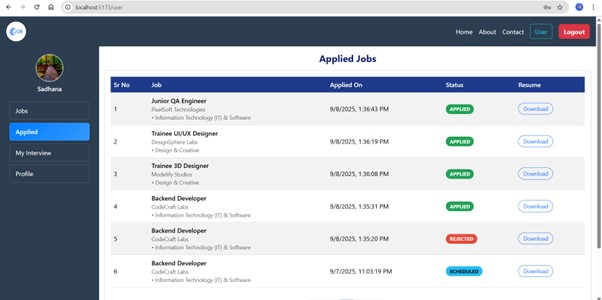 localhost:5173/user
JOB
Home About Contact User Logout
Sadhana
Jobs
Applied
My Interview
Profile
Applied Jobs
Sr No Job Applied On Status Resume
1 Junior QA Engineer 9/8/2025, 1:36:43 PM APPLIED Download
PixelSoft Technologies
• Information Technology (IT) & Software
2 Trainee UI/UX Designer 9/8/2025, 1:36:19 PM APPLIED Download
DesignSphere Labs
• Design & Creative
3 Trainee 3D Designer 9/8/2025, 1:36:08 PM APPLIED Download
Modelify Studios
• Design & Creative
4 Backend Developer 9/8/2025, 1:35:31 PM APPLIED Download
CodeCraft Labs
• Information Technology (IT) & Software
5 Backend Developer 9/8/2025, 1:35:20 PM REJECTED Download
CodeCraft Labs
• Information Technology (IT) & Software
6 Backend Developer 9/7/2025, 11:03:19 PM SCHEDULED Download
CodeCraft Labs
• Information Technology (IT) & Software